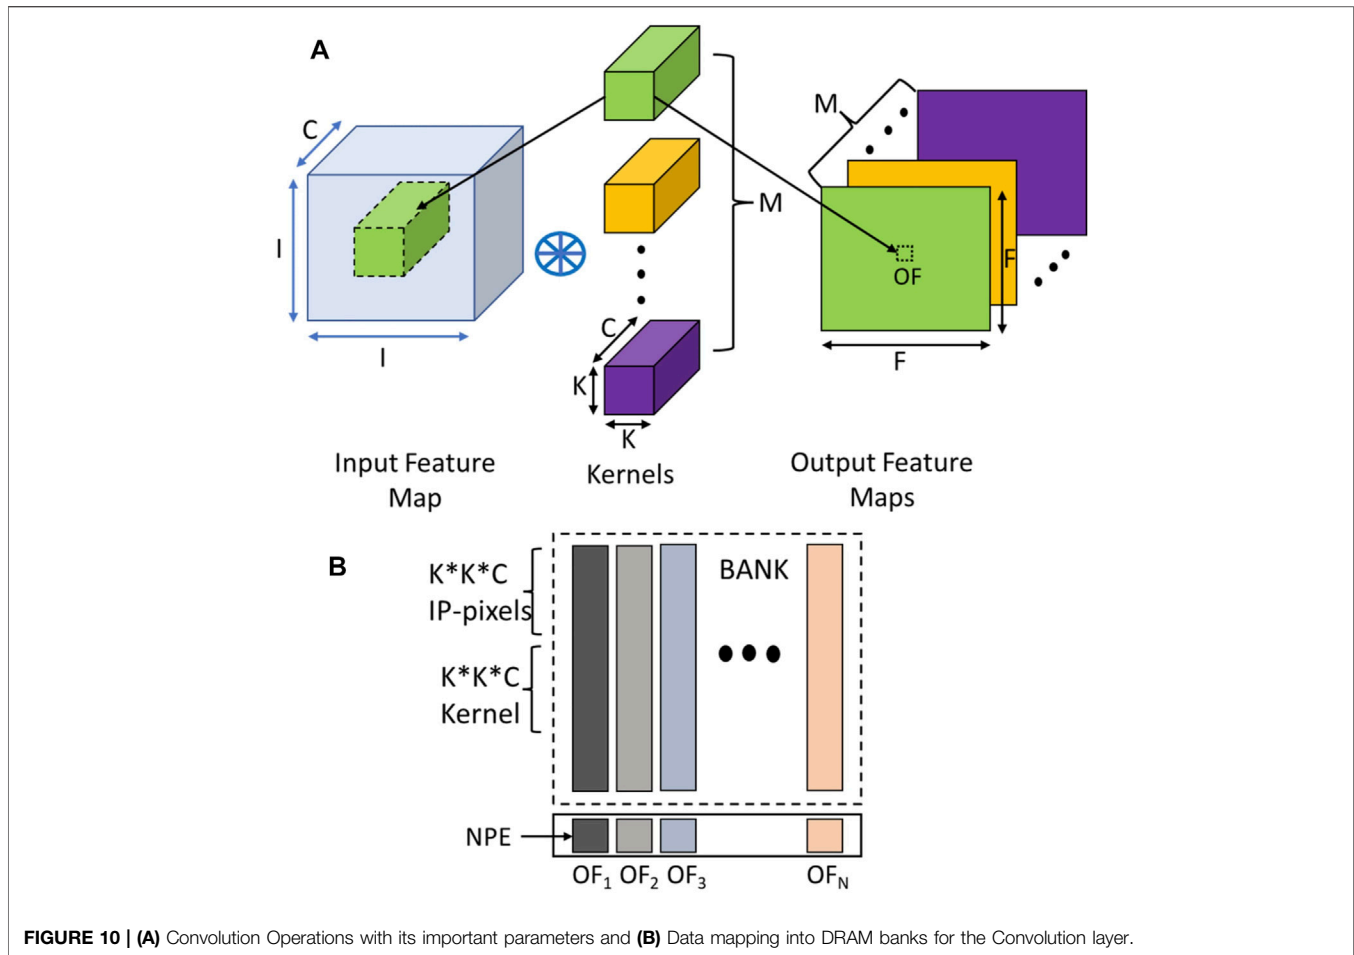 A
C
I
I
M
C
K
K
Kernels
M
OF
F
F
Input Feature
Map
Output Feature
Maps
B
K*K*C
IP-pixels
K*K*C
Kernel
BANK
NPE
OF1 OF2 OF3 OFN
FIGURE 10 | (A) Convolution Operations with its important parameters and (B) Data mapping into DRAM banks for the Convolution layer.